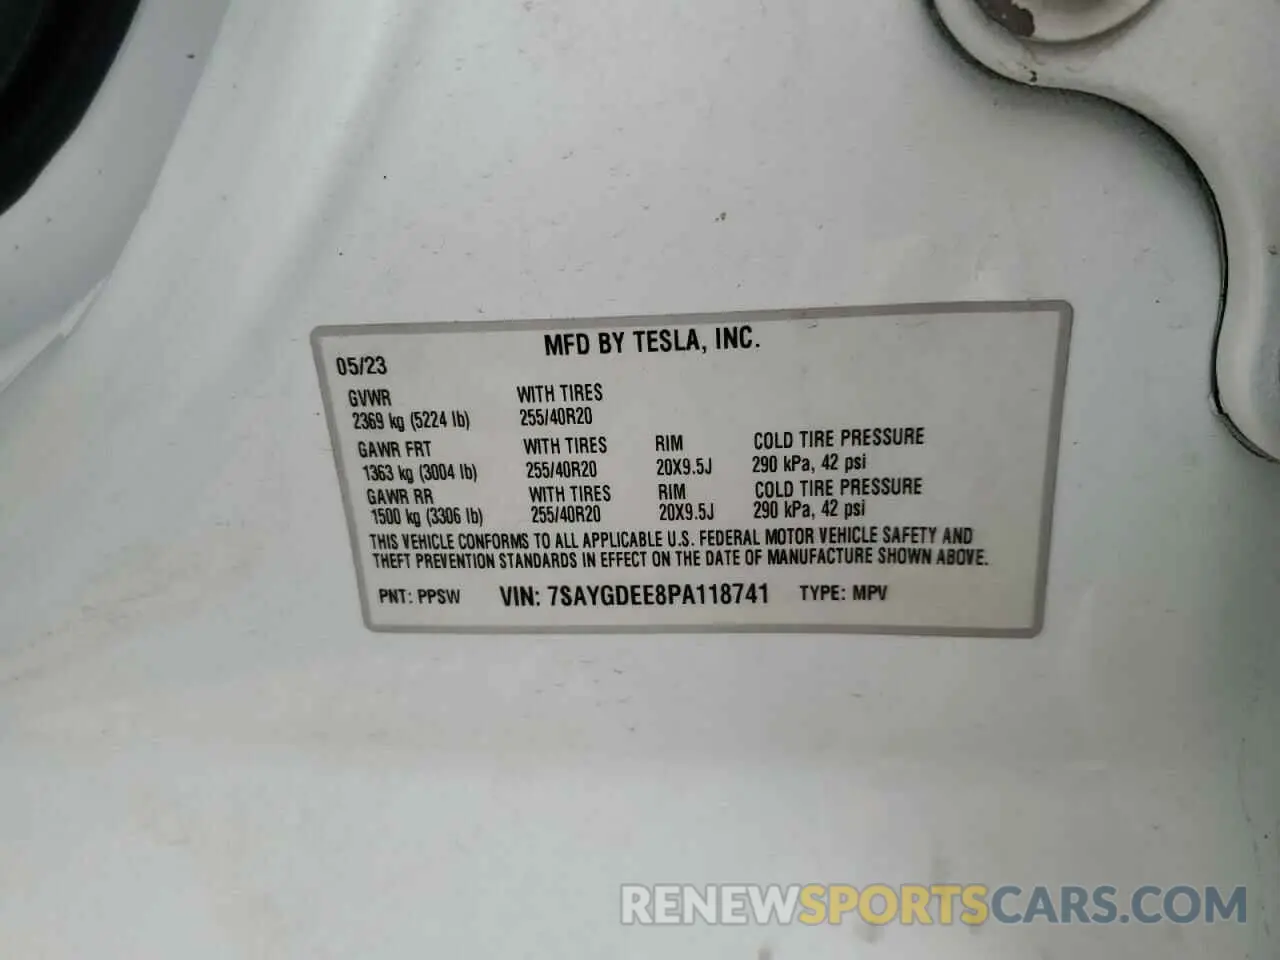 MFD BY TESLA, INC.
05/23
GVWR WITH TIRES
2369 kg (5224 lb) 255/40R20
GAWR FRT WITH TIRES RIM COLD TIRE PRESSURE
1363 kg (3004 lb) 255/40R20 20X9.5J 290 kPa, 42 psi
GAWR RR WITH TIRES RIM COLD TIRE PRESSURE
1500 kg (3306 lb) 255/40R20 20X9.5J 290 kPa, 42 psi
THIS VEHICLE CONFORMS TO ALL APPLICABLE U.S. FEDERAL MOTOR VEHICLE SAFETY AND
THEFT PREVENTION STANDARDS IN EFFECT ON THE DATE OF MANUFACTURE SHOWN ABOVE.
PNT: PPSW VIN: 7SAYGDEE8PA118741 TYPE: MPV
RENEWSPORTSCARS.COM